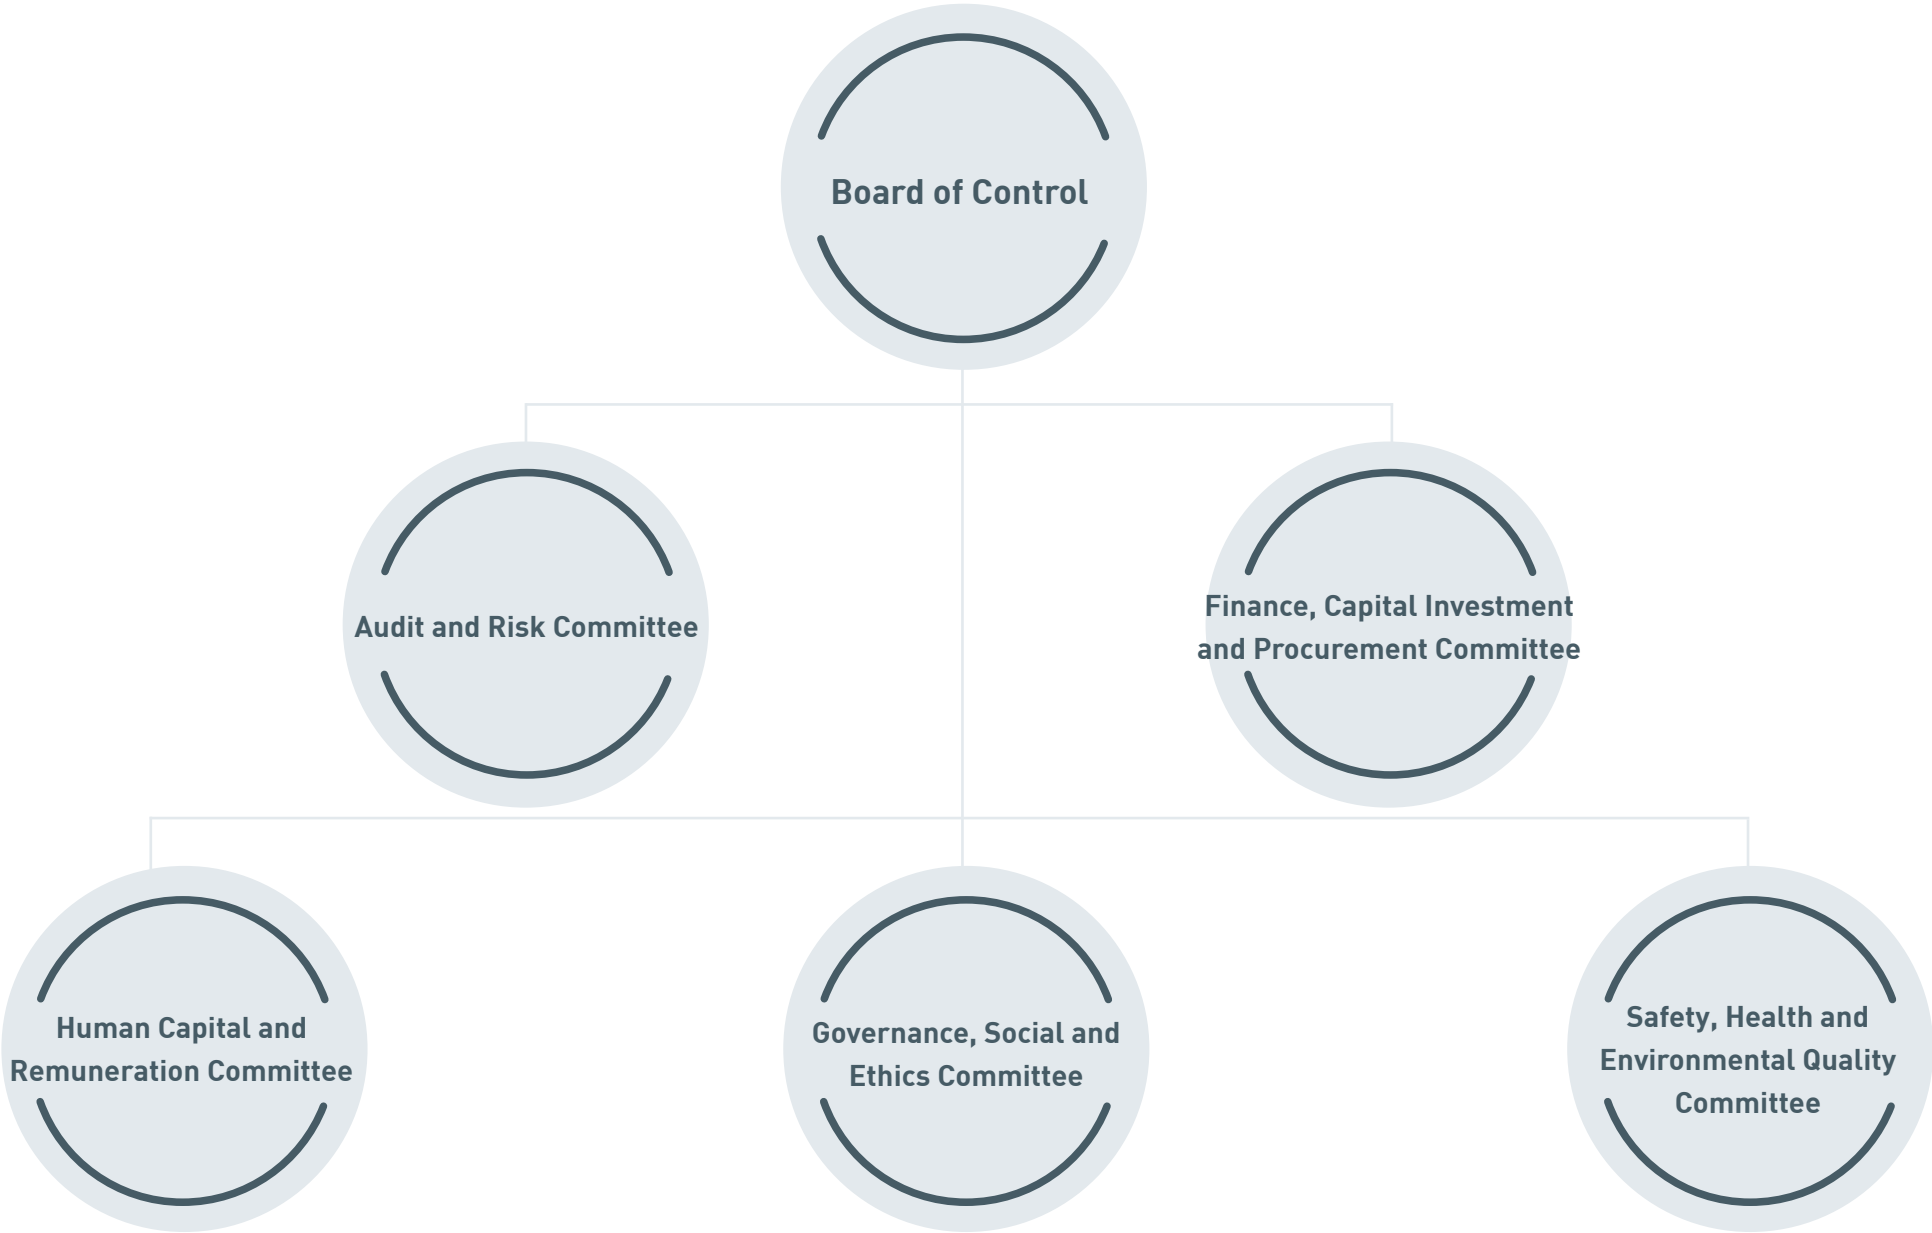 Board of Control
Audit and Risk Committee
Finance, Capital Investment
and Procurement Committee
Human Capital and
Remuneration Committee
Governance, Social and
Ethics Committee
Safety, Health and
Environmental Quality
Committee